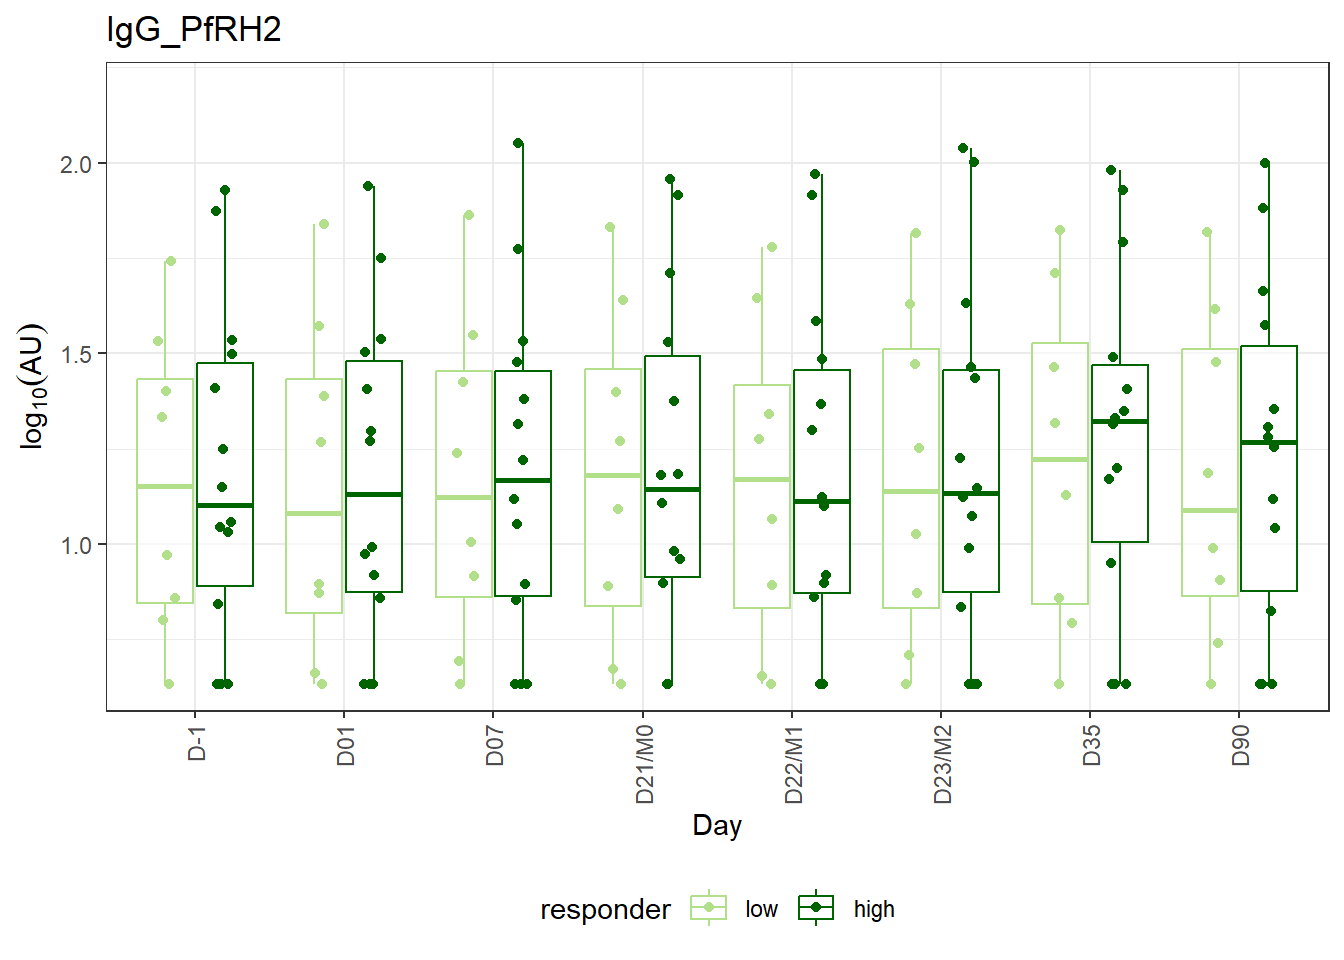 IgG_PfRH2
log10(AU)
2.0
1.5
1.0
D-1
D01
D07
D21/M0
D22/M1
D23/M2
D35
D90
Day
responder low high